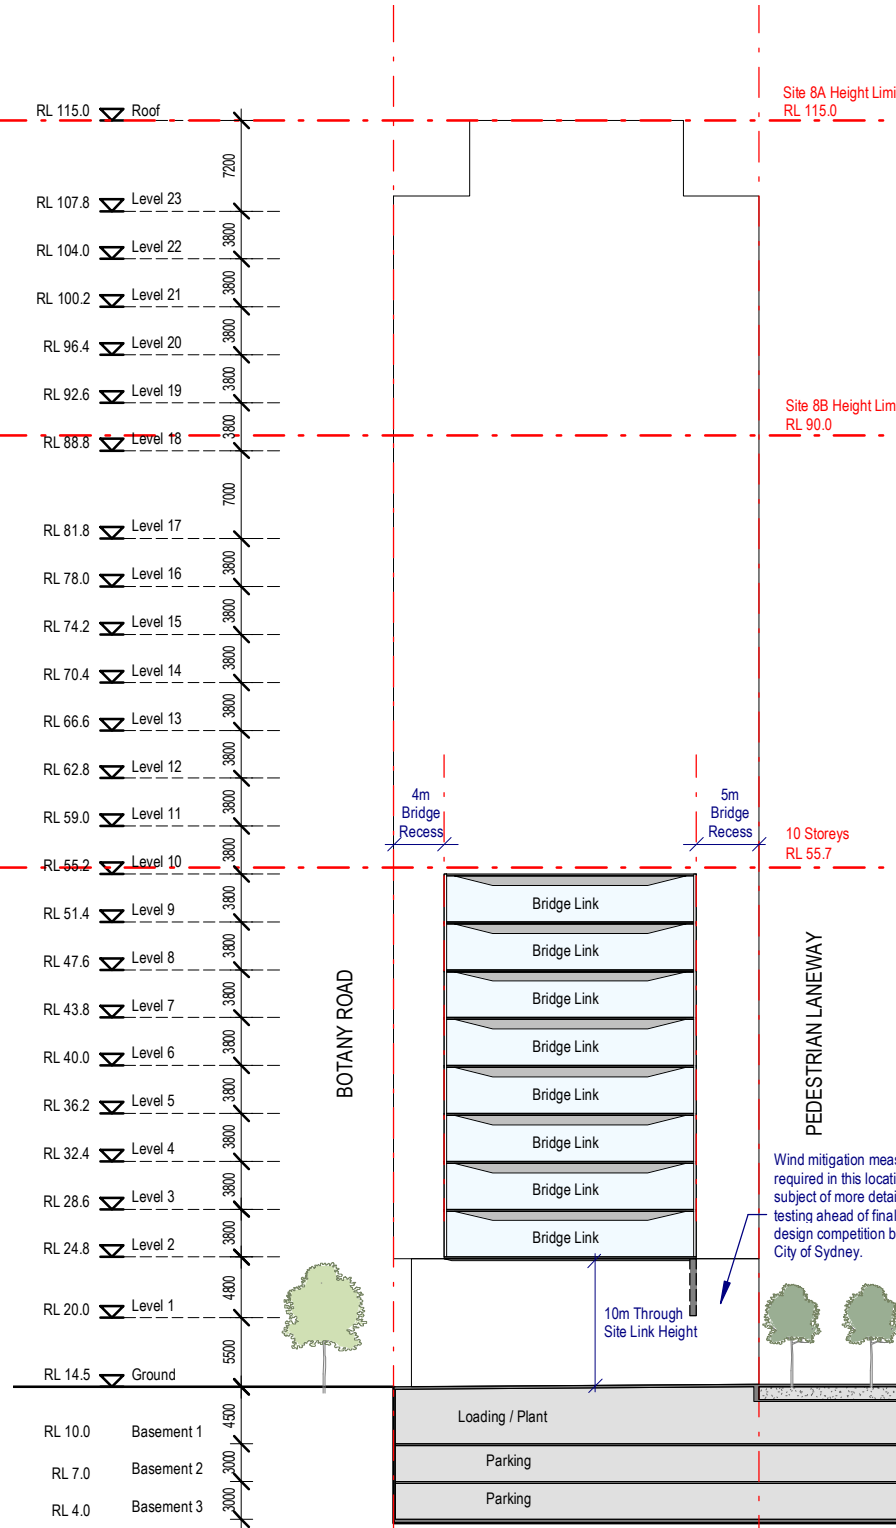 Site 8A Height Limi
RL 115.0
RL 115.0 Roof
7200
RL 107.8 Level 23
3800
RL 104.0 Level 22
3800
RL 100.2 Level 21
3800
RL 96.4 Level 20
3800
RL 92.6 Level 19
3800
Site 8B Height Lim
RL 90.0
RL 88.8 Level 18
7000
RL 81.8 Level 17
3800
RL 78.0 Level 16
3800
RL 74.2 Level 15
3800
RL 70.4 Level 14
3800
RL 66.6 Level 13
3800
RL 62.8 Level 12
3800
RL 59.0 Level 11
3800
RL 55.2 Level 10
3800
RL 51.4 Level 9
3800
RL 47.6 Level 8
3800
RL 43.8 Level 7
3800
RL 40.0 Level 6
3800
RL 36.2 Level 5
3800
RL 32.4 Level 4
3800
RL 28.6 Level 3
3800
RL 24.8 Level 2
4800
RL 20.0 Level 1
5500
RL 14.5 Ground
4500
RL 10.0 Basement 1
3000
RL 7.0 Basement 2
3000
RL 4.0 Basement 3
4m
Bridge
Recess
5m
Bridge
Recess
10 Storeys
RL 55.7
BOTANY ROAD
Bridge Link
Bridge Link
Bridge Link
Bridge Link
Bridge Link
Bridge Link
Bridge Link
Bridge Link
PEDESTRIAN LANEWAY
Wind mitigation meas
required in this locati
subject of more detai
testing ahead of final
design competition b
City of Sydney.
10m Through
Site Link Height
Loading / Plant
Parking
Parking